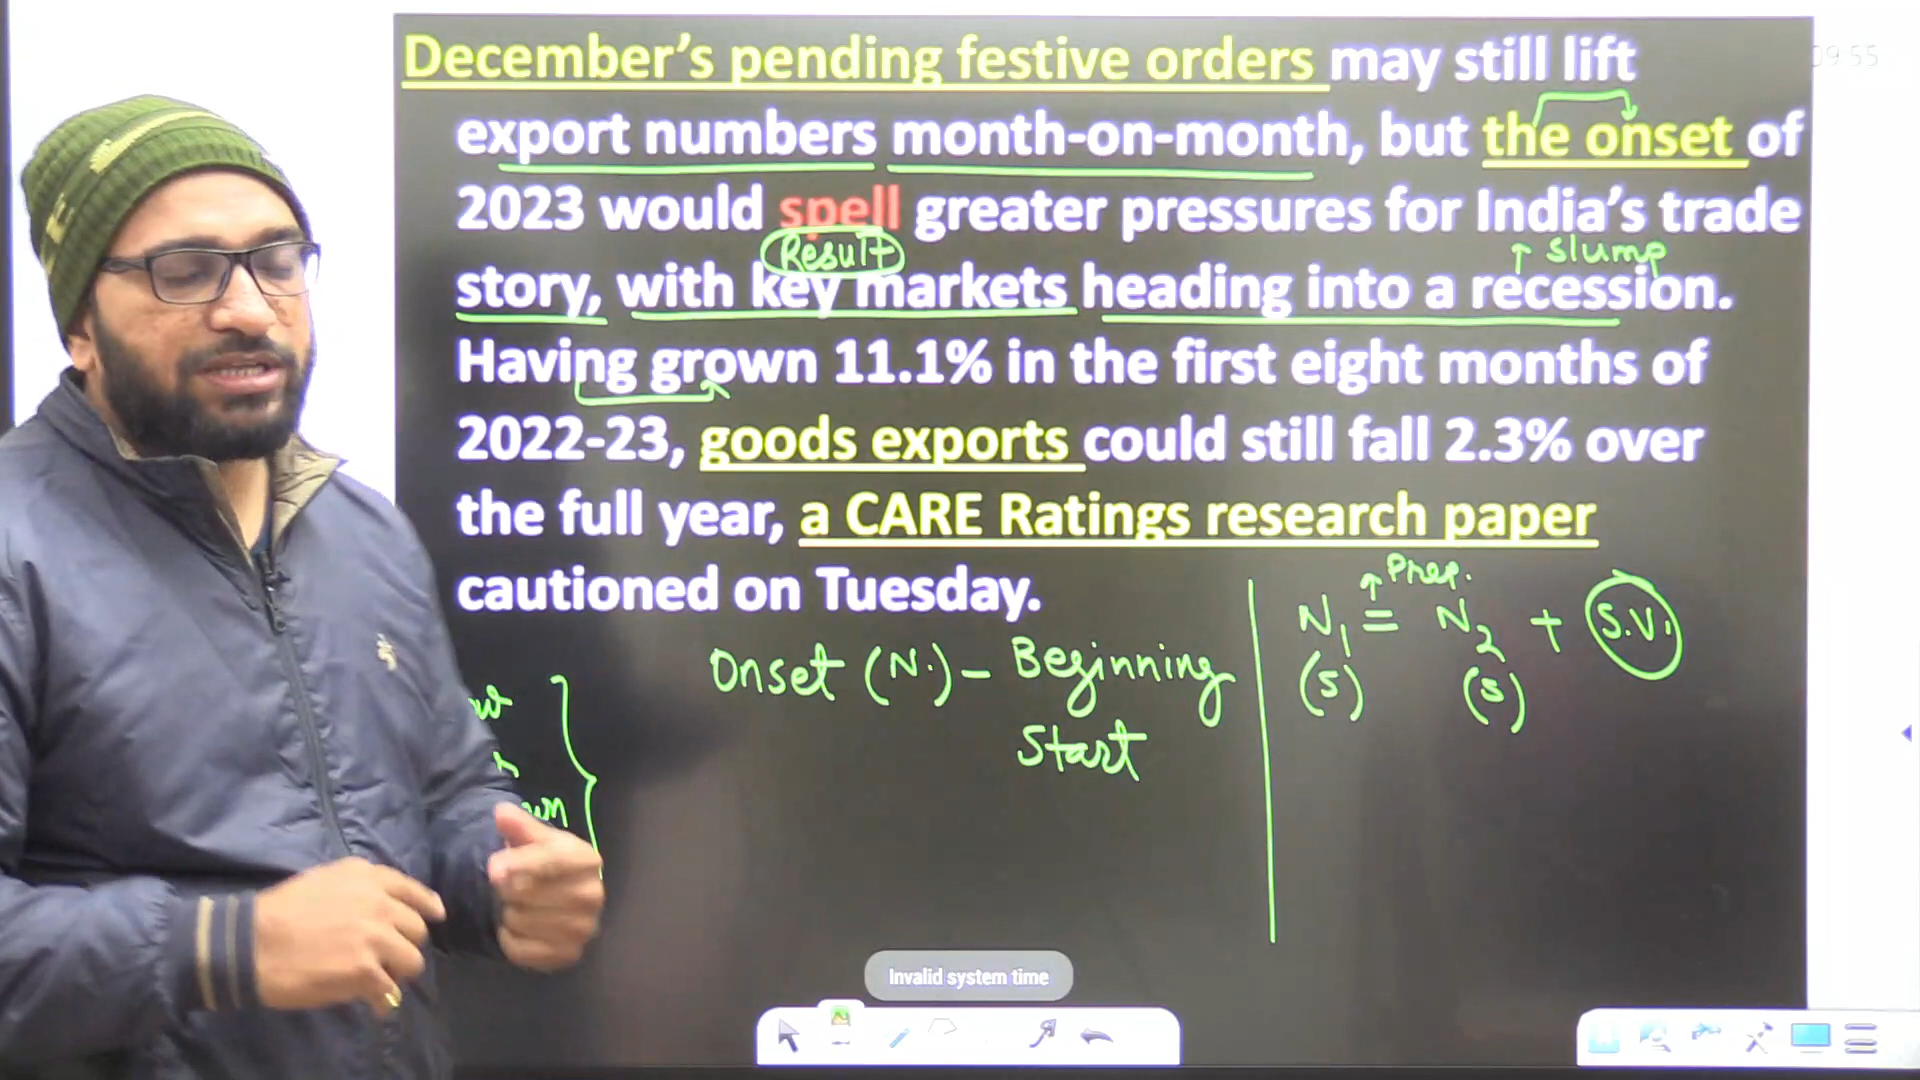 December's pending festive orders may still lift
09 55
export numbers month-on-month, but the onset of
2023 would spell greater pressures for India's trade
Result
↑ slump
story, with key markets heading into a recession.
Having grown 11.1% in the first eight months of
2022-23, goods exports could still fall 2.3% over
the full year, a CARE Ratings research paper
cautioned on Tuesday.
↑ Prep.
N1 = N2 + S.V.
(S) (S)
Onset (N.) – Beginning
Start
Invalid system time